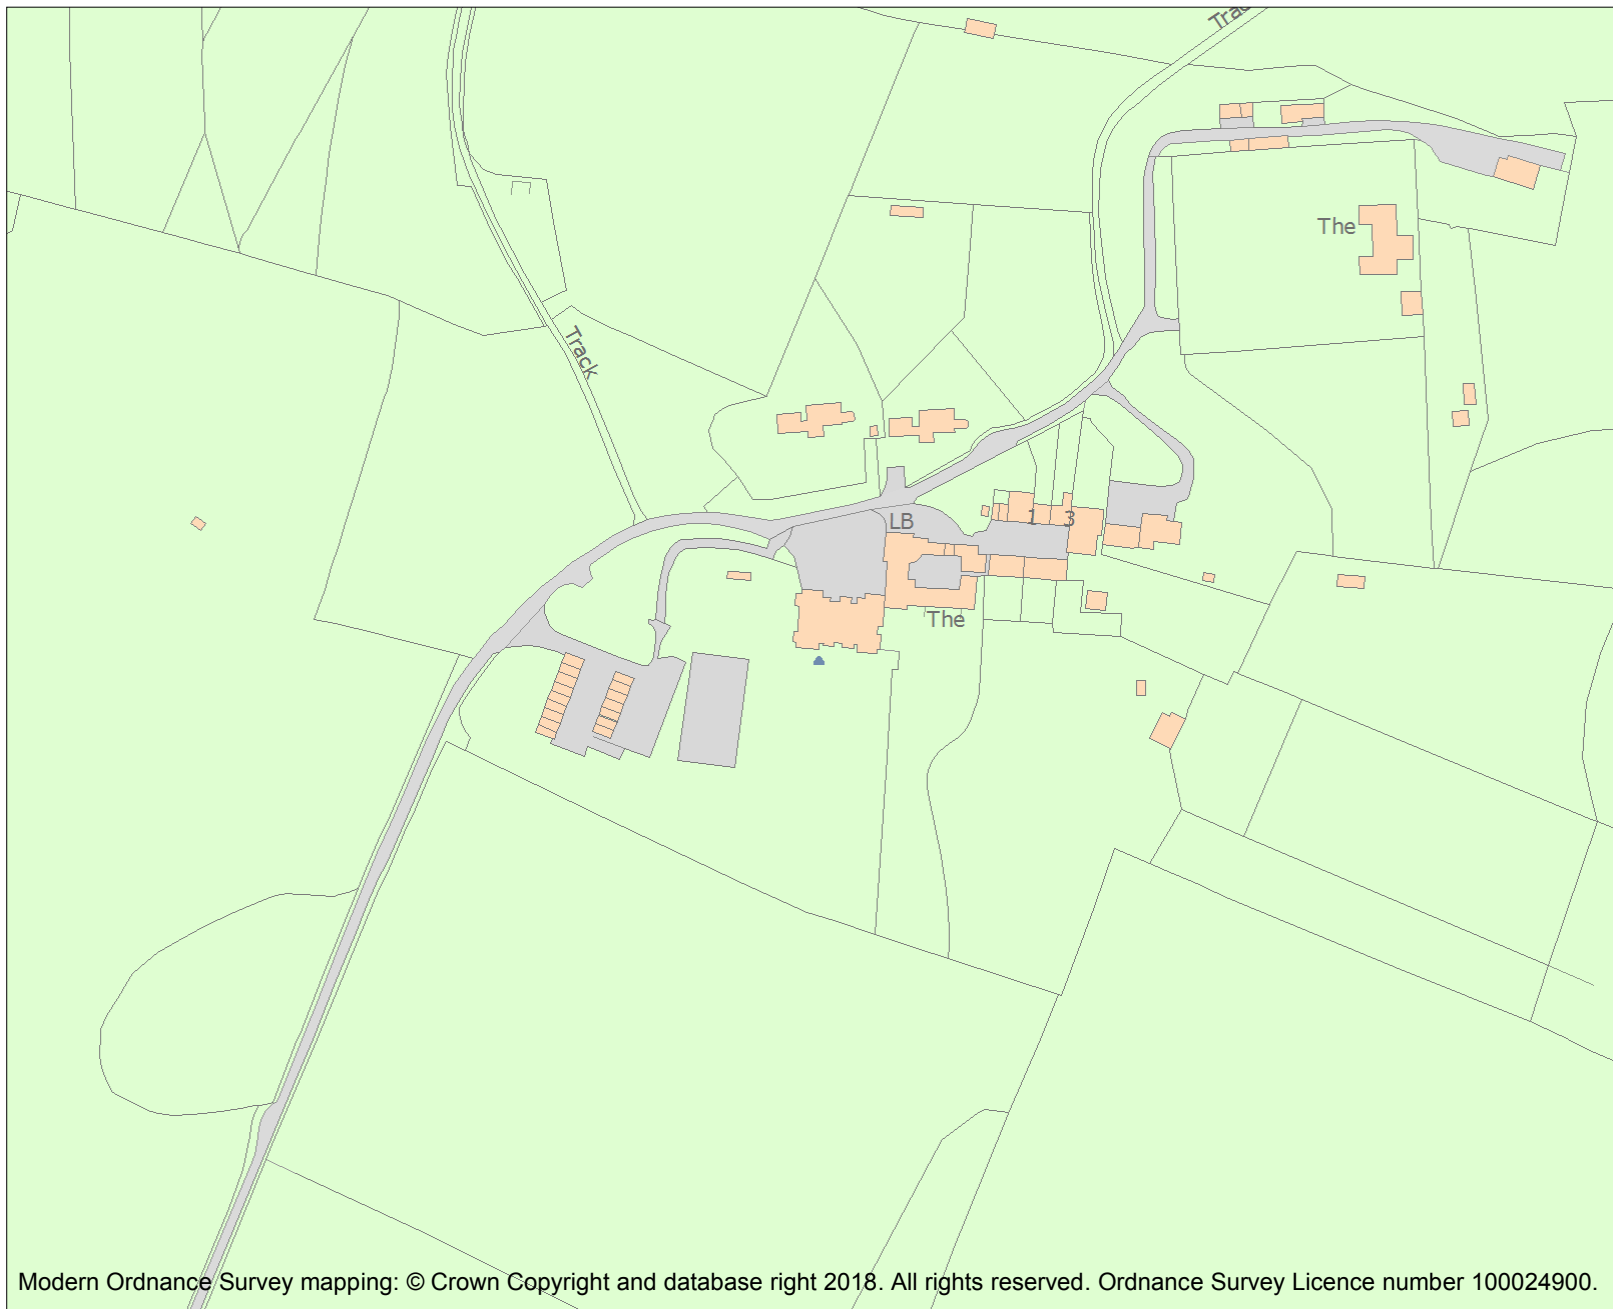 The
Track
LB
1
3
The
Modern Ordnance Survey mapping: © Crown Copyright and database right 2018. All rights reserved. Ordnance Survey Licence number 100024900.